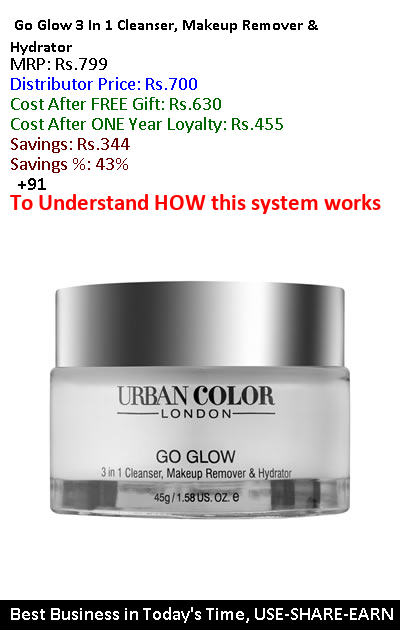 Go Glow 3 In 1 Cleanser, Makeup Remover &
Hydrator
MRP: Rs.799
Distributor Price: Rs.700
Cost After FREE Gift: Rs.630
Cost After ONE Year Loyalty: Rs.455
Savings: Rs.344
Savings %: 43%
+91
To Understand HOW this system works
URBAN COLOR
LONDON
GO GLOW
3 in 1 Cleanser, Makeup Remover & Hydrator
45g / 1.58 US. OZ. e
Best Business in Today's Time, USE-SHARE-EARN